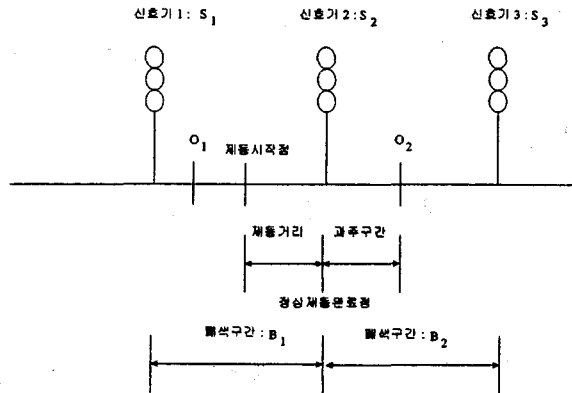 신호기 1 : S1
신호기 2 : S2
신호기 3 : S3
O1
제동시작점
O2
제동거리
과주구간
정상제동완료점
폐색구간 : B1
폐색구간 : B2